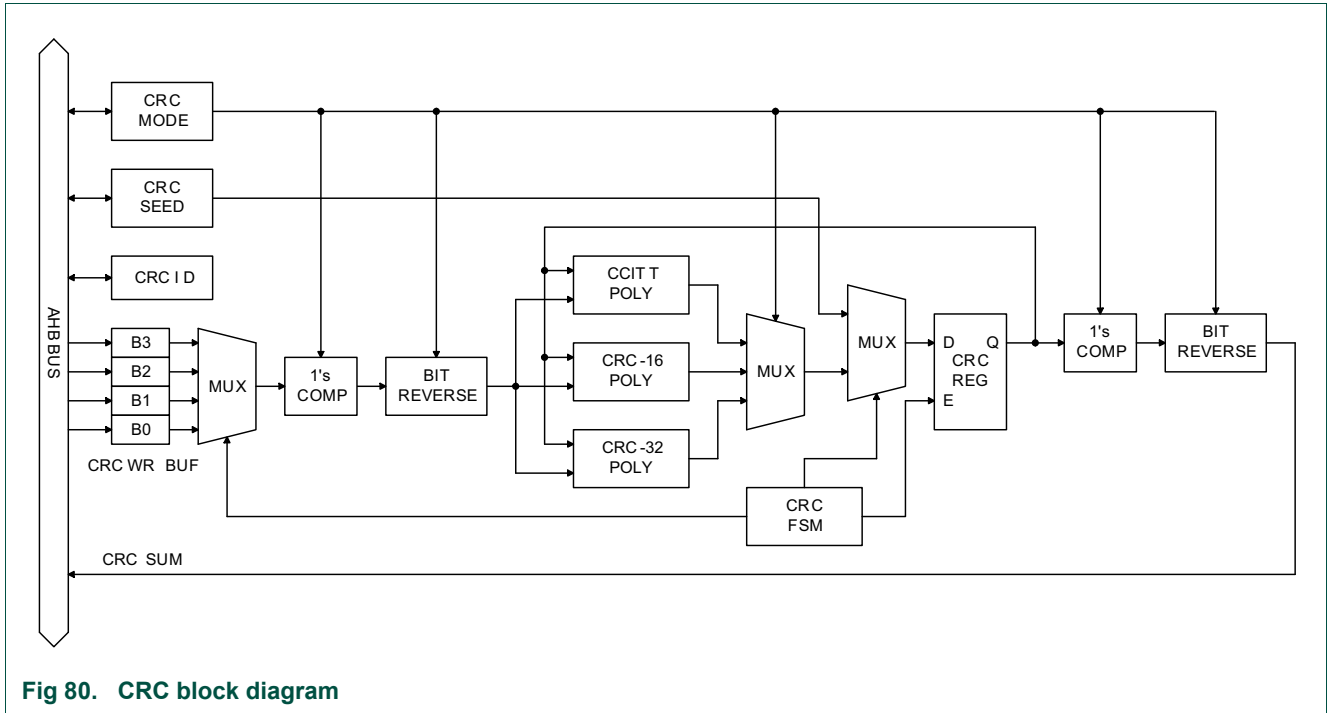 CRC
MODE
CRC
SEED
CRC I D
AHB BUS
B3
B2
B1
B0
MUX
CRC WR BUF
1's
COMP
BIT
REVERSE
CCIT T
POLY
CRC-16
POLY
CRC-32
POLY
MUX
MUX
D Q
CRC
REG
E
1's
COMP
BIT
REVERSE
CRC
FSM
CRC SUM
Fig 80. CRC block diagram